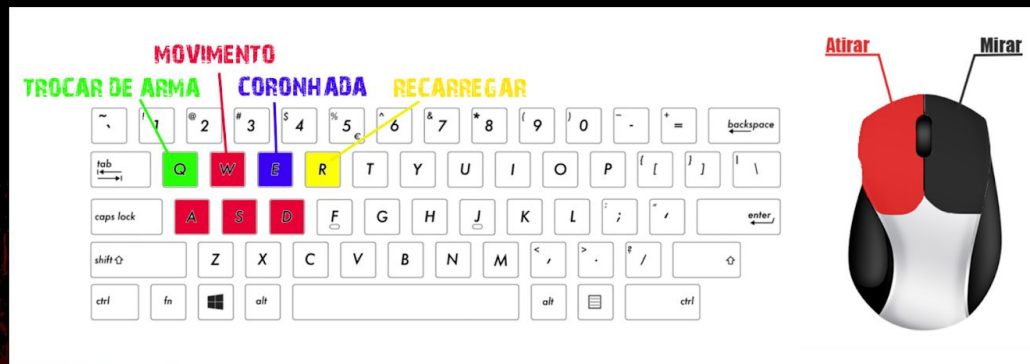 MOVIMENTO
TROCAR DE ARMA CORONHADA RECARREGAR
Atirar Mirar
~ ` ! 1 @ 2 # 3 $ 4 % 5 € ^ 6 & 7 * 8 ( 9 ) 0 _ - + = backspace
tab Q W E R T Y U I O P { [ } ] | \
caps lock A S D F G H J K L : ; " ' enter
shift Z X C V B N M < , > . ? /
ctrl fn alt alt ctrl